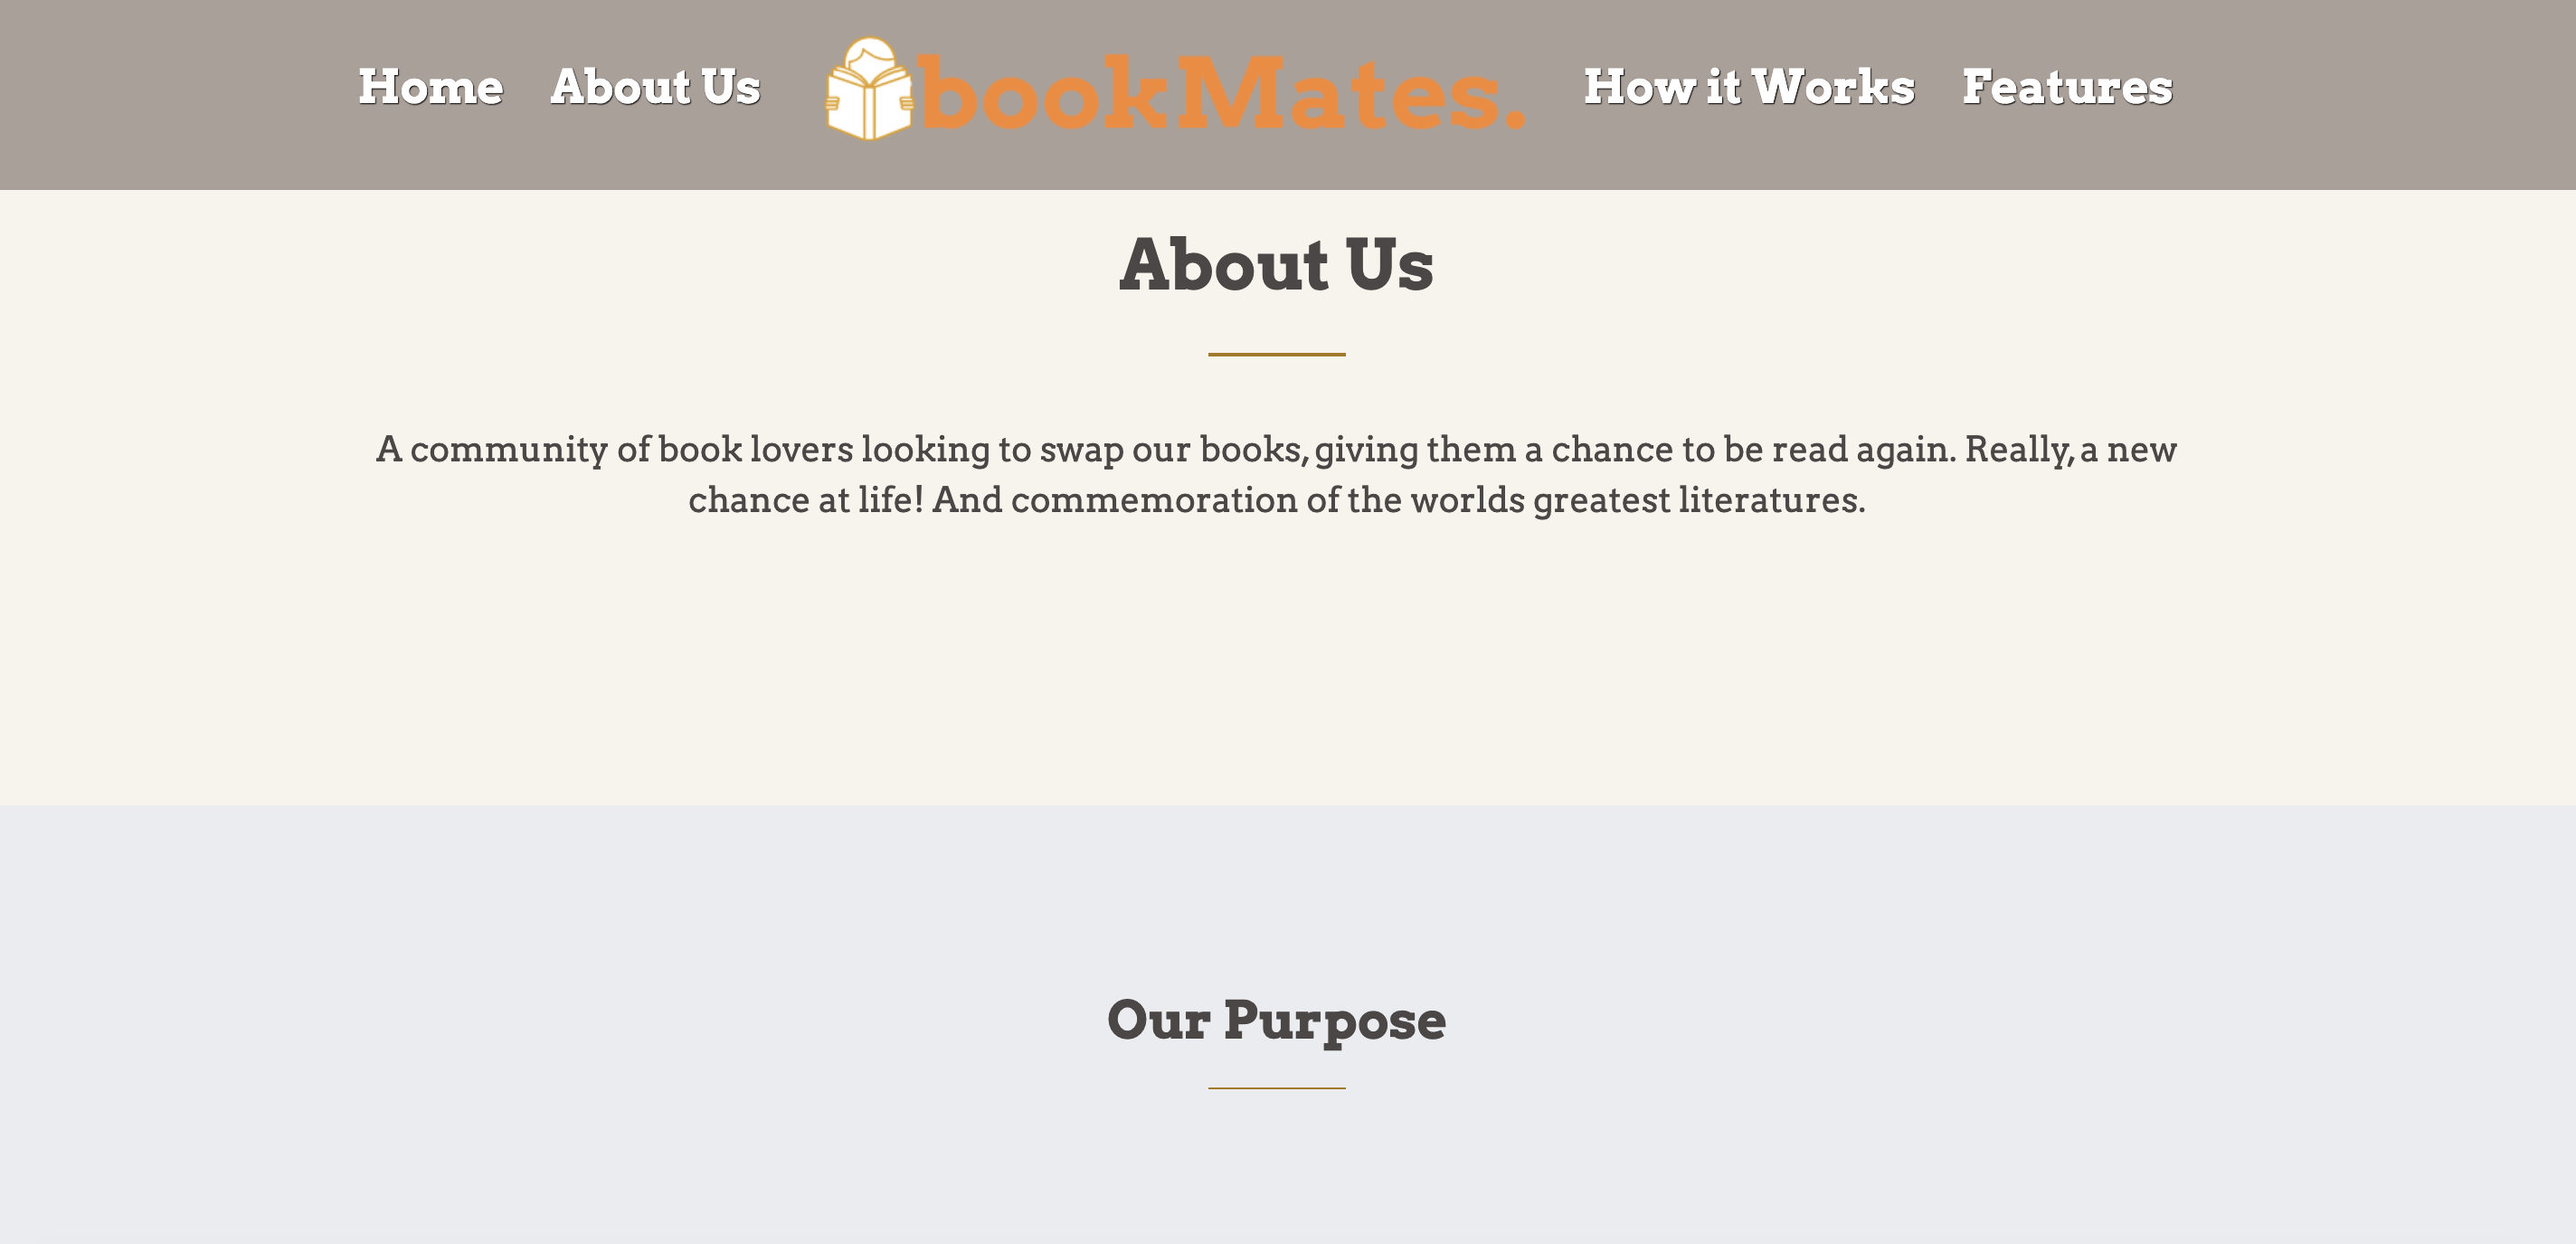 Home About Us bookMates. How it Works Features
About Us
A community of book lovers looking to swap our books, giving them a chance to be read again. Really, a new
chance at life! And commemoration of the worlds greatest literatures.
Our Purpose